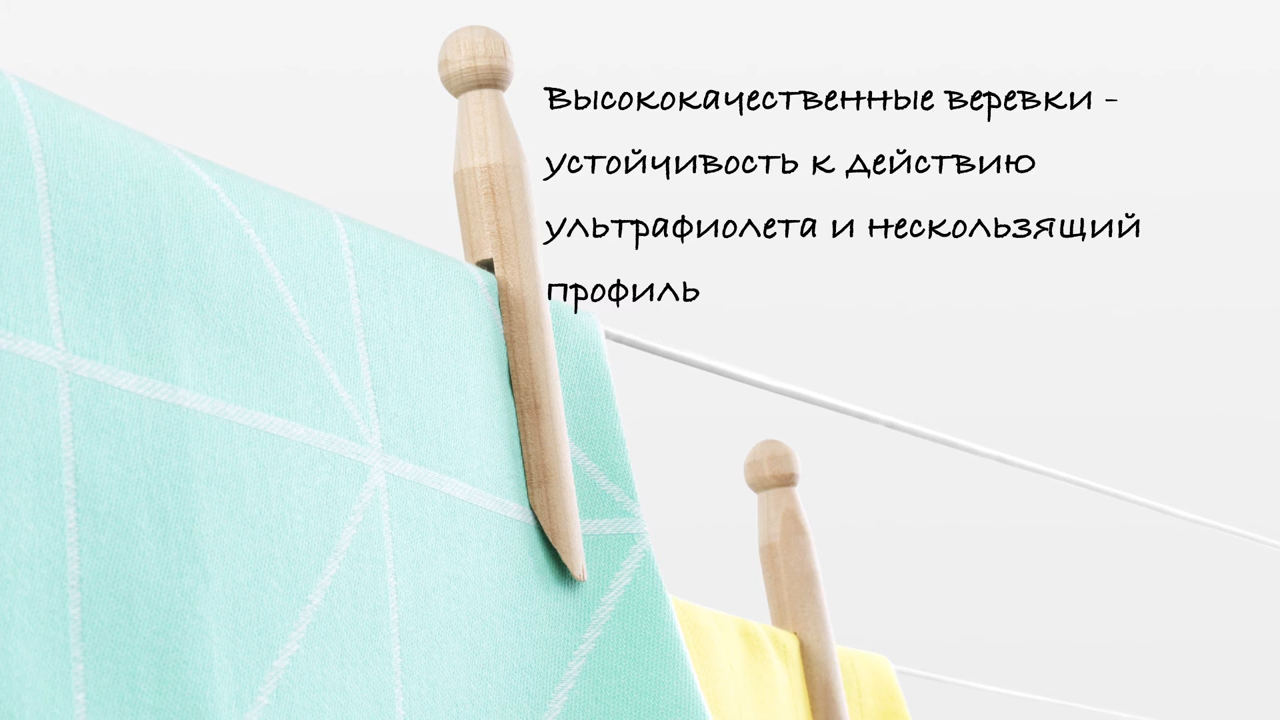 Высококачественные веревки -
устойчивость к действию
ультрафиолета и нескользящий
профиль